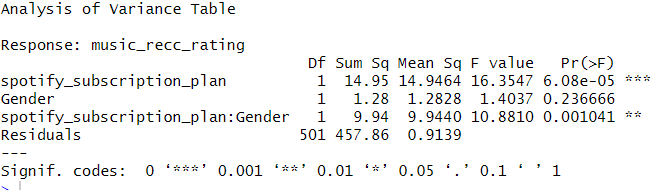 Analysis of Variance Table
Response: music_recc_rating
Df Sum Sq Mean Sq F value Pr(>F)
spotify_subscription_plan 1 14.95 14.9464 16.3547 6.08e-05 ***
Gender 1 1.28 1.2828 1.4037 0.236666
spotify_subscription_plan:Gender 1 9.94 9.9440 10.8810 0.001041 **
Residuals 501 457.86 0.9139
---
Signif. codes: 0 ‘***’ 0.001 ‘**’ 0.01 ‘*’ 0.05 ‘.’ 0.1 ‘ ’ 1
>